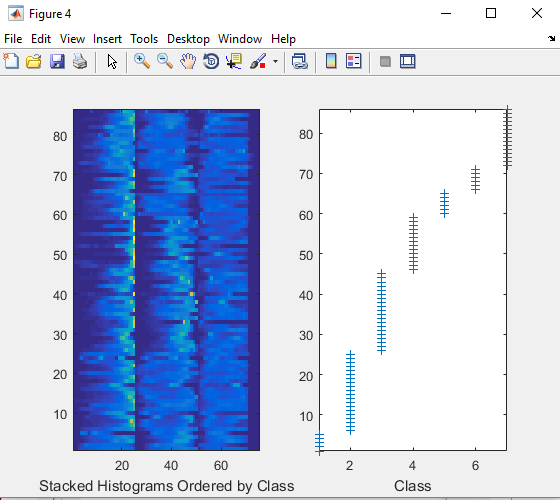 Figure 4
File Edit View Insert Tools Desktop Window Help
80
70
60
50
40
30
20
10
20 40 60
Stacked Histograms Ordered by Class
80
70
60
50
40
30
20
10
2 4 6
Class